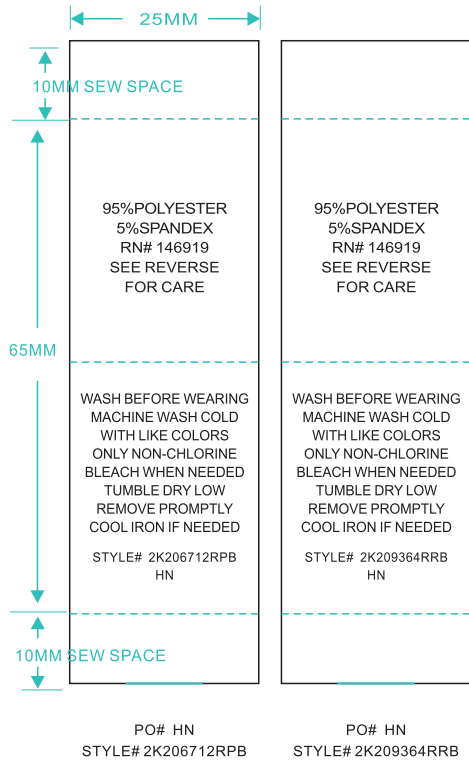 25MM
10MM SEW SPACE
95%POLYESTER
5%SPANDEX
RN# 146919
SEE REVERSE
FOR CARE
65MM
WASH BEFORE WEARING
MACHINE WASH COLD
WITH LIKE COLORS
ONLY NON-CHLORINE
BLEACH WHEN NEEDED
TUMBLE DRY LOW
REMOVE PROMPTLY
COOL IRON IF NEEDED
STYLE# 2K206712RPB
HN
10MM SEW SPACE
PO# HN
STYLE# 2K206712RPB
95%POLYESTER
5%SPANDEX
RN# 146919
SEE REVERSE
FOR CARE
WASH BEFORE WEARING
MACHINE WASH COLD
WITH LIKE COLORS
ONLY NON-CHLORINE
BLEACH WHEN NEEDED
TUMBLE DRY LOW
REMOVE PROMPTLY
COOL IRON IF NEEDED
STYLE# 2K209364RRB
HN
PO# HN
STYLE# 2K209364RRB